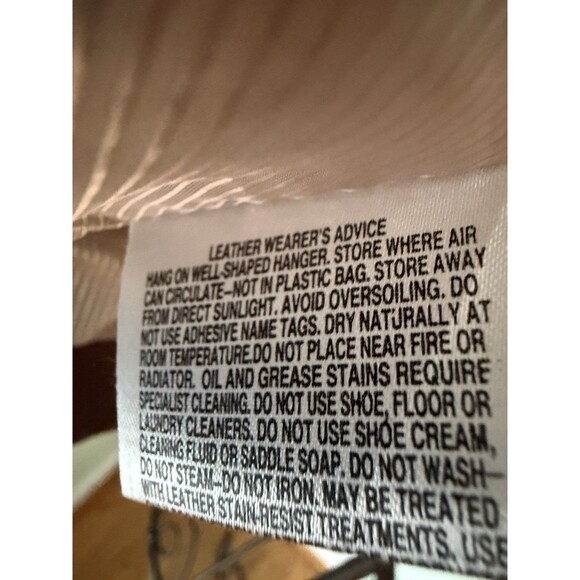 LEATHER WEARER'S ADVICE
HANG ON WELL-SHAPED HANGER. STORE WHERE AIR
CAN CIRCULATE-NOT IN PLASTIC BAG. STORE AWAY
FROM DIRECT SUNLIGHT. AVOID OVERSOILING. DO
NOT USE ADHESIVE NAME TAGS. DRY NATURALLY AT
ROOM TEMPERATURE.DO NOT PLACE NEAR FIRE OR
RADIATOR. OIL AND GREASE STAINS REQUIRE
SPECIALIST CLEANING. DO NOT USE SHOE, FLOOR OR
LAUNDRY CLEANERS. DO NOT USE SHOE CREAM,
CLEANING FLUID OR SADDLE SOAP. DO NOT WASH-
DO NOT STEAM-DO NOT IRON. MAY BE TREATED
WITH LEATHER STAIN-RESIST TREATMENTS. USE